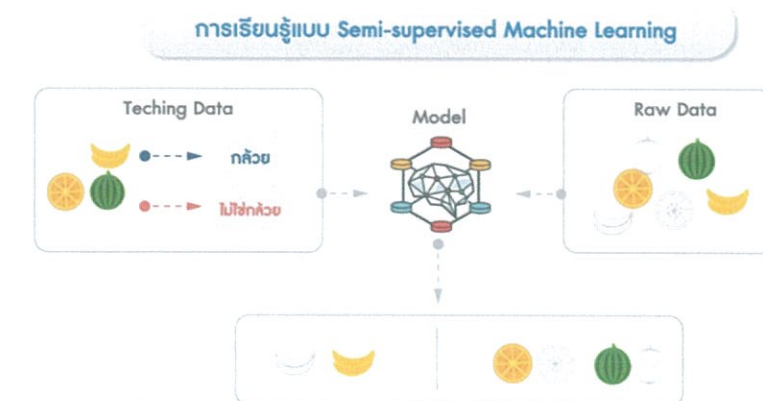 การเรียนรู้แบบ Semi-supervised Machine Learning
Teching Data
กล้วย
ไม่ใช่กล้วย
Model
Raw Data